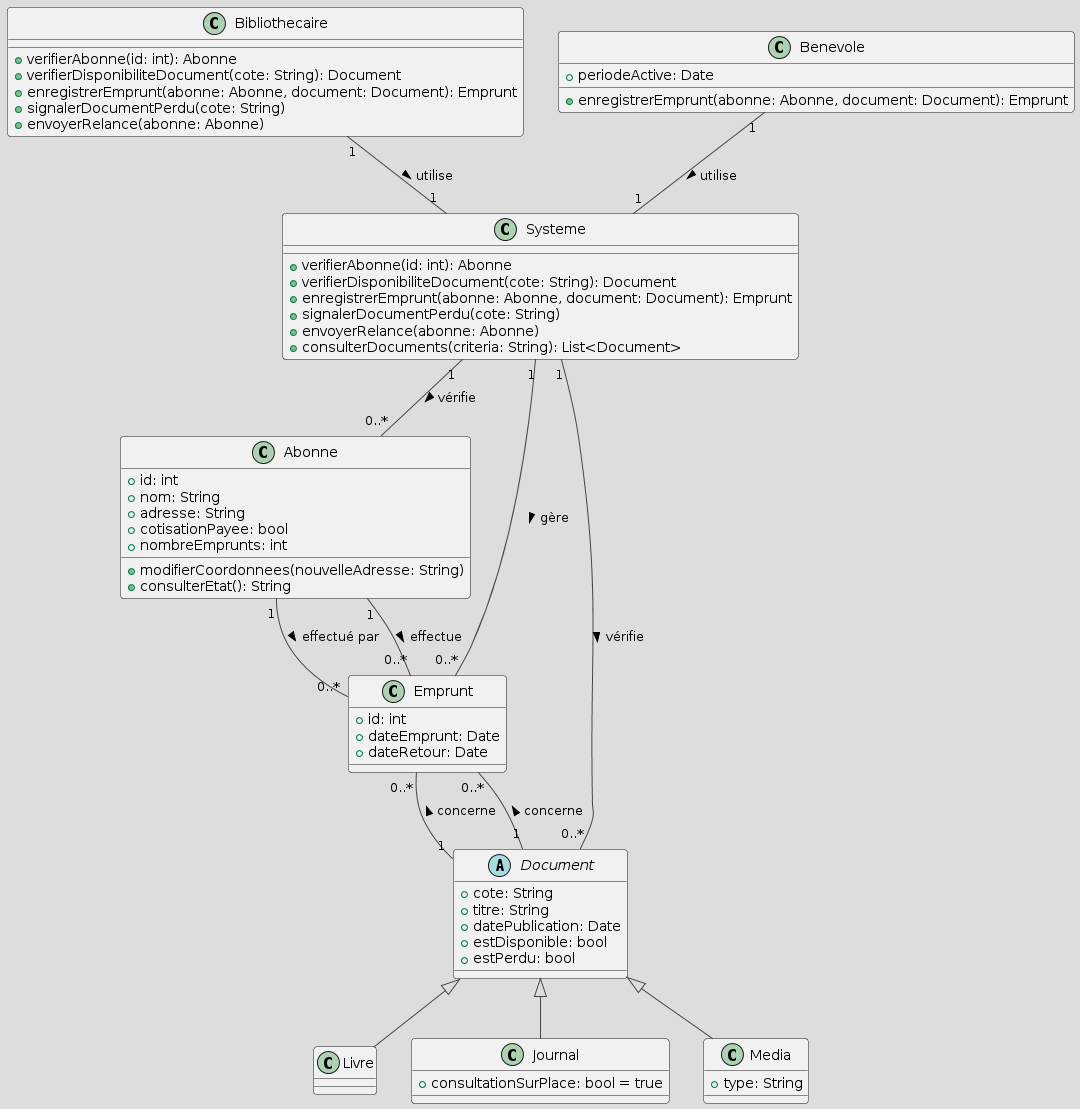 C Bibliothecaire
verifierAbonne(id: int): Abonne
verifierDisponibiliteDocument(cote: String): Document
enregistrerEmprunt(abonne: Abonne, document: Document): Emprunt
signalerDocumentPerdu(cote: String)
envoyerRelance(abonne: Abonne)
C Benevole
periodeActive: Date
enregistrerEmprunt(abonne: Abonne, document: Document): Emprunt
1
1
utilise
utilise
1
1
C Systeme
verifierAbonne(id: int): Abonne
verifierDisponibiliteDocument(cote: String): Document
enregistrerEmprunt(abonne: Abonne, document: Document): Emprunt
signalerDocumentPerdu(cote: String)
envoyerRelance(abonne: Abonne)
consulterDocuments(criteria: String): List<Document>
1
1
1
vérifie
0..*
C Abonne
id: int
nom: String
adresse: String
cotisationPayee: bool
nombreEmprunts: int
modifierCoordonnees(nouvelleAdresse: String)
consulterEtat(): String
gère
1
1
effectué par
effectue
vérifie
0..*
0..*
0..*
C Emprunt
id: int
dateEmprunt: Date
dateRetour: Date
0..*
0..*
concerne
concerne
1
1
0..*
A Document
cote: String
titre: String
datePublication: Date
estDisponible: bool
estPerdu: bool
C Livre
C Journal
consultationSurPlace: bool = true
C Media
type: String